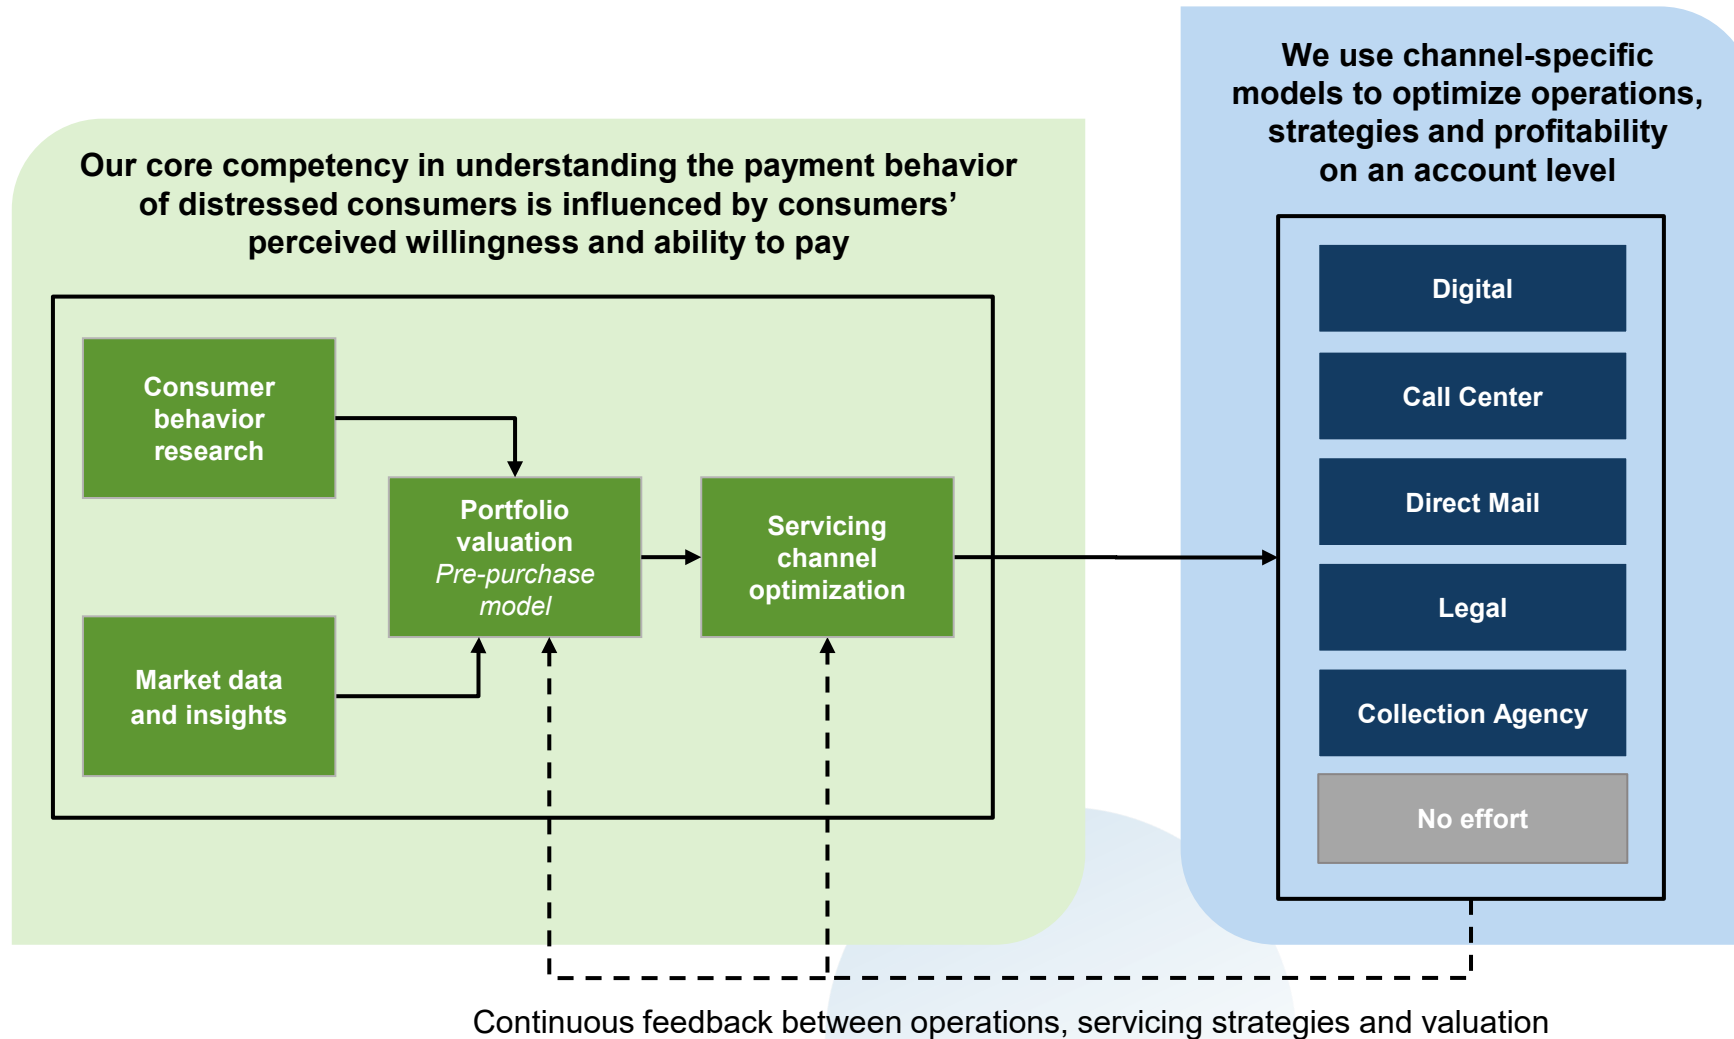 Our core competency in understanding the payment behavior
of distressed consumers is influenced by consumers’
perceived willingness and ability to pay
Consumer
behavior
research
Market data
and insights
Portfolio
valuation
Pre-purchase
model
Servicing
channel
optimization
We use channel-specific
models to optimize operations,
strategies and profitability
on an account level
Digital
Call Center
Direct Mail
Legal
Collection Agency
No effort
Continuous feedback between operations, servicing strategies and valuation